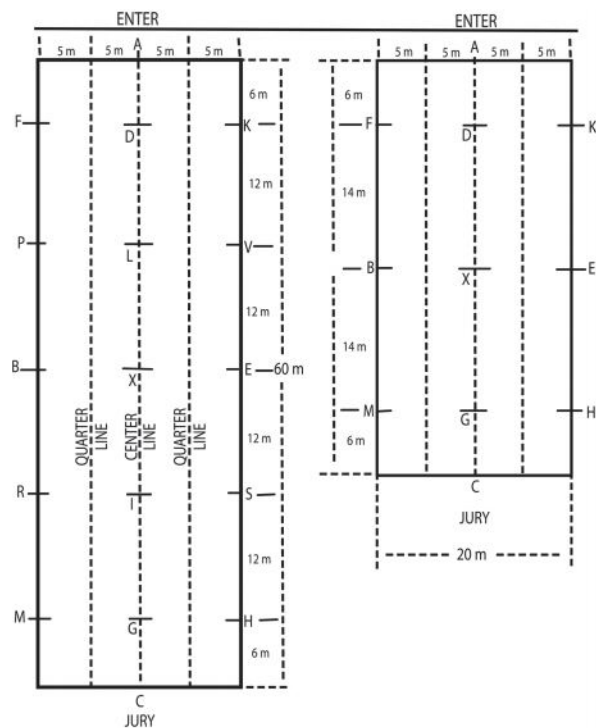 ENTER
ENTER
5 m 5 m A 5 m 5 m
5 m 5 m A 5 m 5 m
6 m
6 m
F D K
F D K
12 m
14 m
P L V
12 m
B X E
B X E 60 m
14 m
QUARTER
LINE
CENTER
LINE
QUARTER
LINE
12 m
M G H
6 m
R I S
C
JURY
12 m
20 m
M G H
6 m
C
JURY